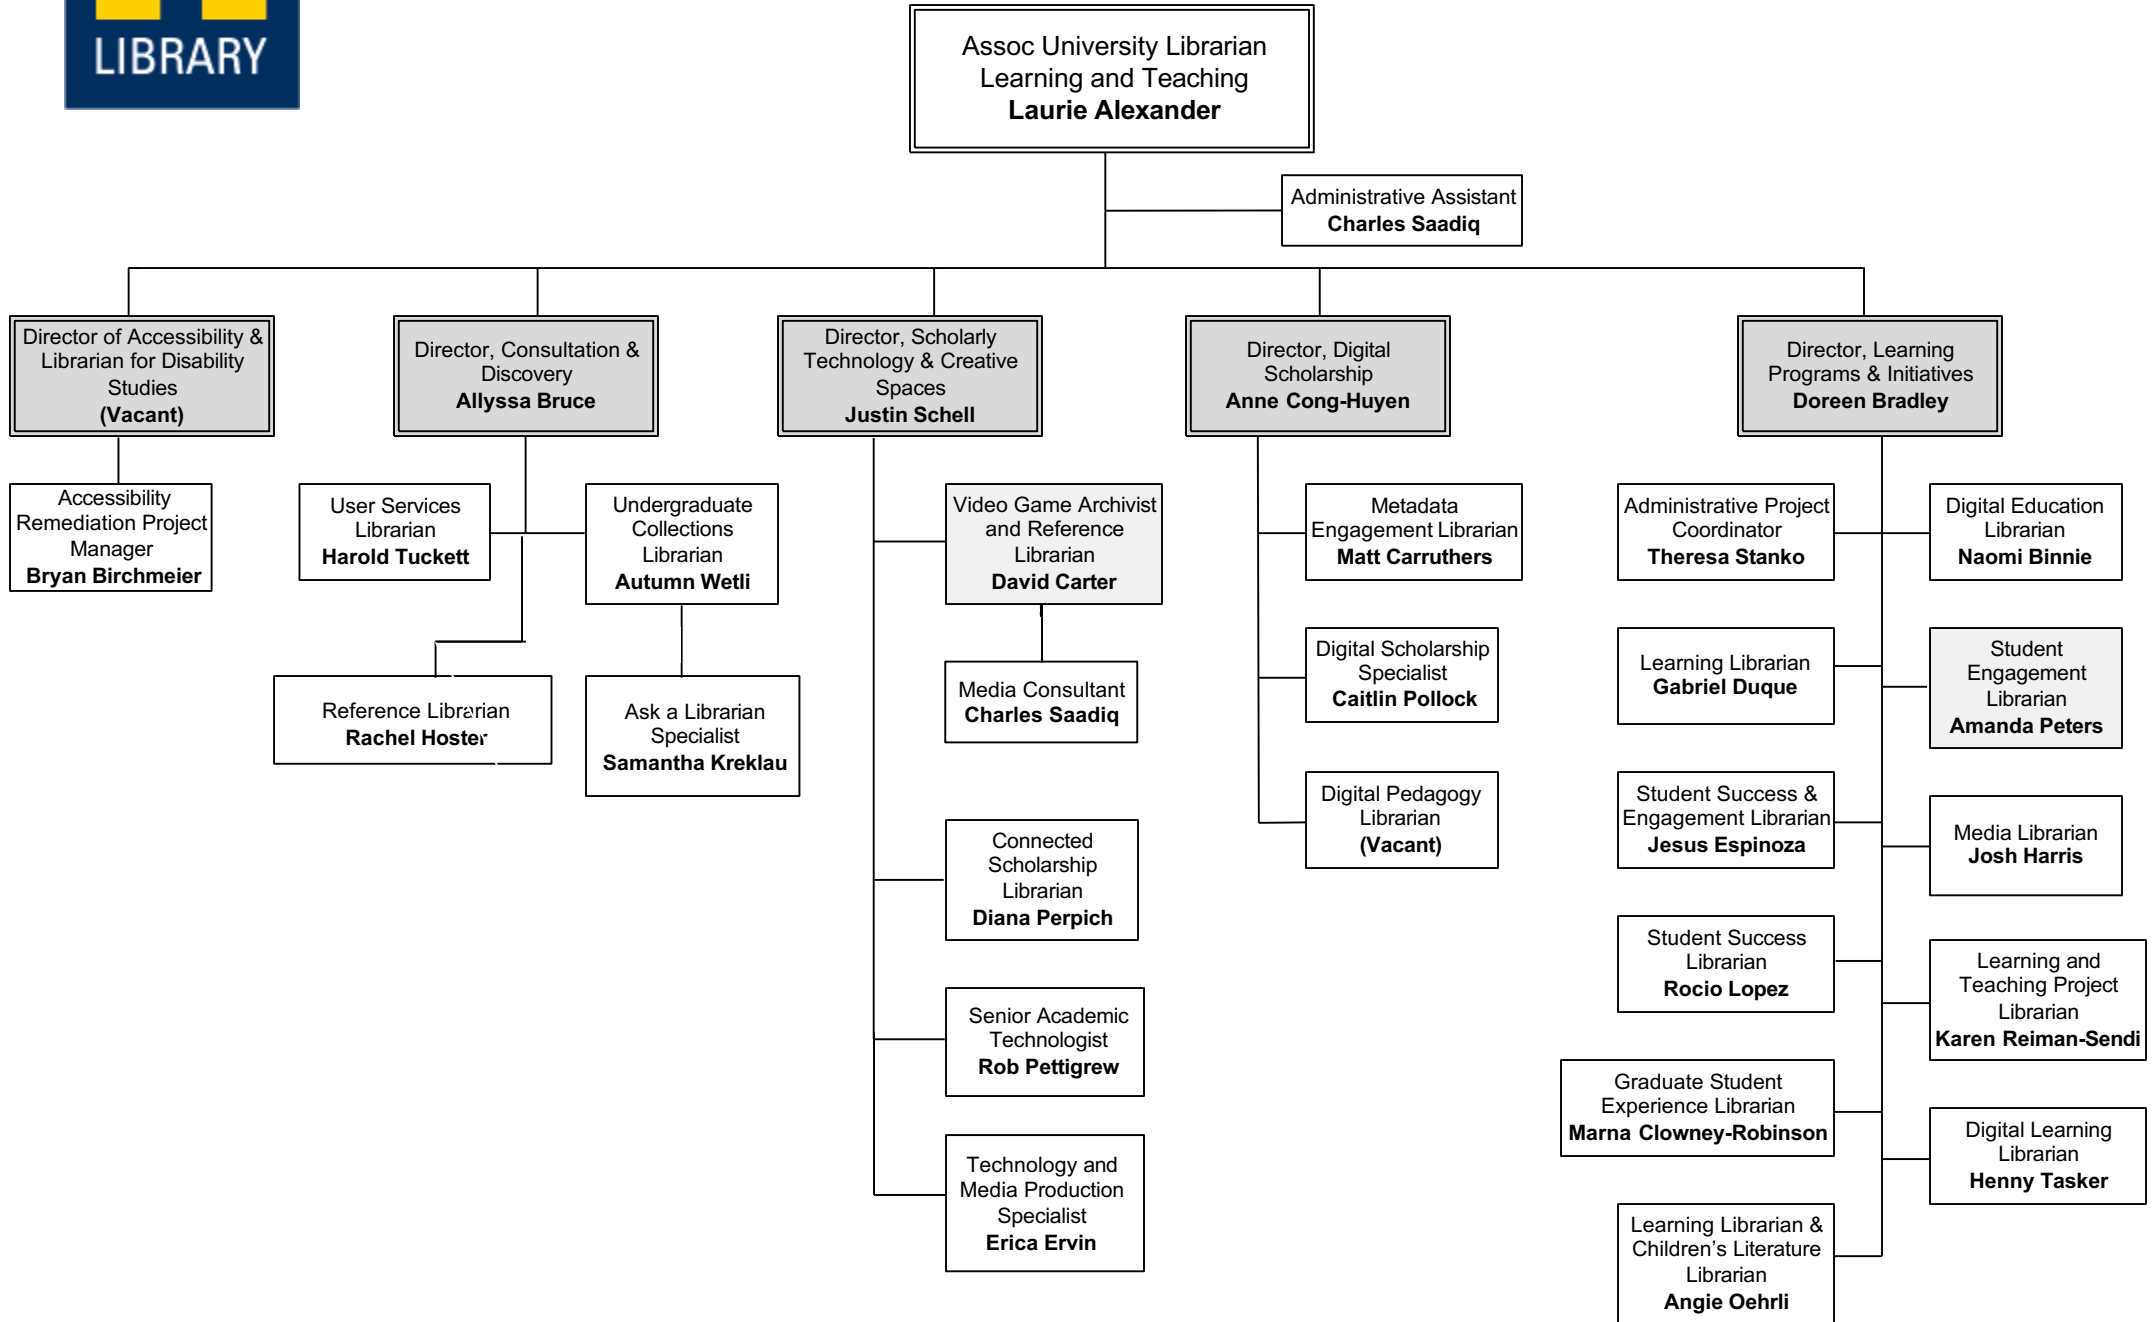 LIBRARY
Assoc University Librarian
Learning and Teaching
Laurie Alexander
Administrative Assistant
Charles Saadiq
Director of Accessibility &
Librarian for Disability
Studies
(Vacant)
Director, Consultation &
Discovery
Allyssa Bruce
Director, Scholarly
Technology & Creative
Spaces
Justin Schell
Director, Digital
Scholarship
Anne Cong-Huyen
Director, Learning
Programs & Initiatives
Doreen Bradley
Accessibility
Remediation Project
Manager
Bryan Birchmeier
User Services
Librarian
Harold Tuckett
Undergraduate
Collections
Librarian
Autumn Wetli
Reference Librarian
Rachel Hoster
Ask a Librarian
Specialist
Samantha Kreklau
Video Game Archivist
and Reference
Librarian
David Carter
Media Consultant
Charles Saadiq
Connected
Scholarship
Librarian
Diana Perpich
Senior Academic
Technologist
Rob Pettigrew
Technology and
Media Production
Specialist
Erica Ervin
Metadata
Engagement Librarian
Matt Carruthers
Digital Scholarship
Specialist
Caitlin Pollock
Digital Pedagogy
Librarian
(Vacant)
Administrative Project
Coordinator
Theresa Stanko
Digital Education
Librarian
Naomi Binnie
Learning Librarian
Gabriel Duque
Student
Engagement
Librarian
Amanda Peters
Student Success &
Engagement Librarian
Jesus Espinoza
Media Librarian
Josh Harris
Student Success
Librarian
Rocio Lopez
Learning and
Teaching Project
Librarian
Karen Reiman-Sendi
Graduate Student
Experience Librarian
Marna Clowney-Robinson
Digital Learning
Librarian
Henny Tasker
Learning Librarian &
Children’s Literature
Librarian
Angie Oehrli